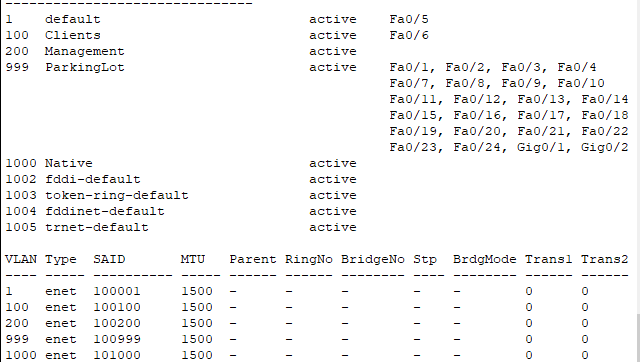 -------------------------------
1    default                          active    Fa0/5
100  Clients                          active    Fa0/6
200  Management                       active
999  ParkingLot                       active    Fa0/1, Fa0/2, Fa0/3, Fa0/4
                                                Fa0/7, Fa0/8, Fa0/9, Fa0/10
                                                Fa0/11, Fa0/12, Fa0/13, Fa0/14
                                                Fa0/15, Fa0/16, Fa0/17, Fa0/18
                                                Fa0/19, Fa0/20, Fa0/21, Fa0/22
                                                Fa0/23, Fa0/24, Gig0/1, Gig0/2
1000 Native                           active
1002 fddi-default                     active
1003 token-ring-default               active
1004 fddinet-default                  active
1005 trnet-default                    active
VLAN Type  SAID       MTU   Parent RingNo BridgeNo Stp  BrdgMode Trans1 Trans2
---- ----- ---------- ----- ------ ------ -------- ---- -------- ------ ------
1    enet  100001     1500  -      -      -        -    -        0      0
100  enet  100100     1500  -      -      -        -    -        0      0
200  enet  100200     1500  -      -      -        -    -        0      0
999  enet  100999     1500  -      -      -        -    -        0      0
1000 enet  101000     1500  -      -      -        -    -        0      0